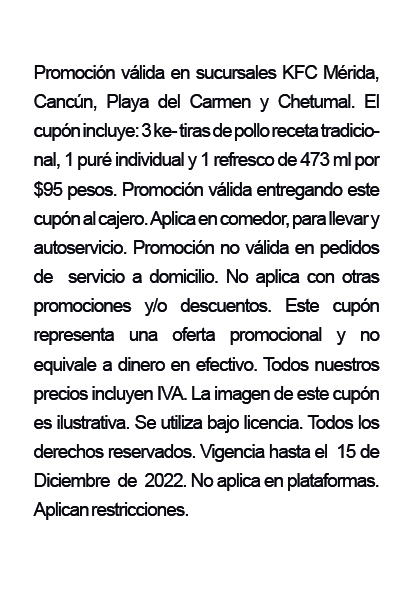 Promoción válida en sucursales KFC Mérida,
Cancún, Playa del Carmen y Chetumal. El
cupón incluye: 3 ke- tiras de pollo receta tradicio-
nal, 1 puré individual y 1 refresco de 473 ml por
$95 pesos. Promoción válida entregando este
cupón al cajero. Aplica en comedor, para llevar y
autoservicio. Promoción no válida en pedidos
de servicio a domicilio. No aplica con otras
promociones y/o descuentos. Este cupón
representa una oferta promocional y no
equivale a dinero en efectivo. Todos nuestros
precios incluyen IVA. La imagen de este cupón
es ilustrativa. Se utiliza bajo licencia. Todos los
derechos reservados. Vigencia hasta el 15 de
Diciembre de 2022. No aplica en plataformas.
Aplican restricciones.